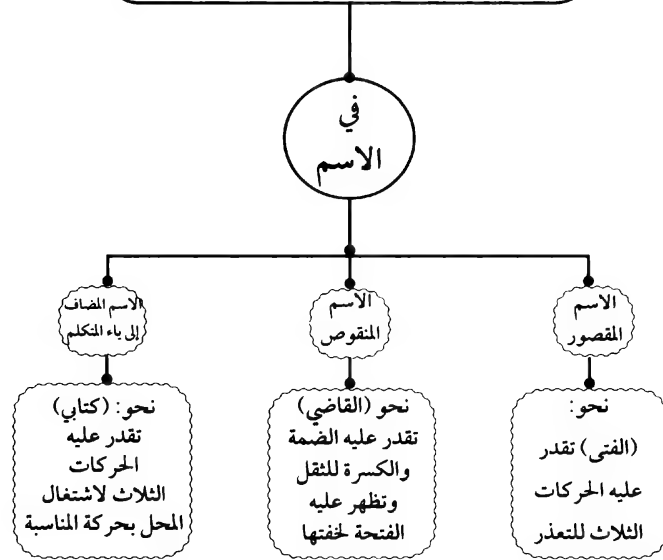 في
الاسم
الاسم
المقصور
الاسم
المنقوص
الاسم المضاف
إلى ياء المتكلم
نحو:
(الفتى) تقدر
عليه الحركات
الثلاث للتعذر
نحو (القاضي)
تقدر عليه الضمة
والكسرة للثقل
وتظهر عليه
الفتحة لخفتها
نحو: (كتابي)
تقدر عليه
الحركات
الثلاث لاشتغال
المحل بحركة المناسبة